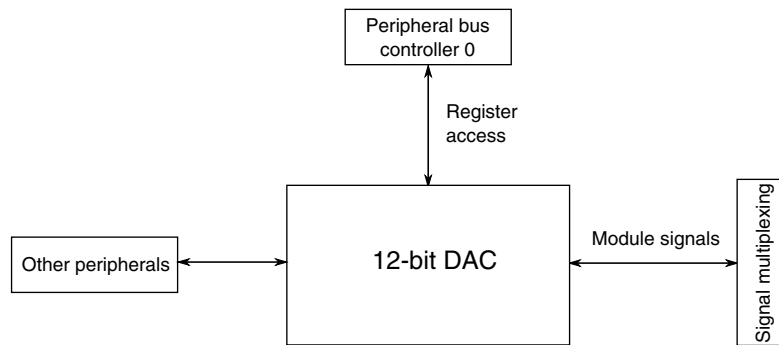 Peripheral bus
controller 0
Register
access
Other peripherals
12-bit DAC
Module signals
Signal multiplexing